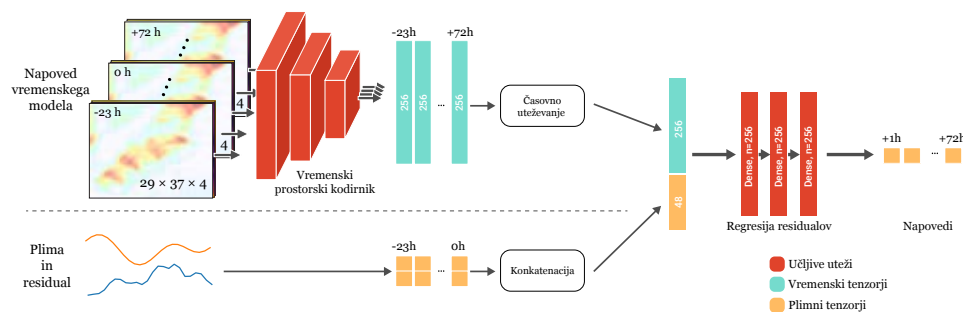 Napoved
vremenskega
modela
+72 h
0 h
-23 h
4
4
29 × 37 × 4
Vremenski
prostorski kodirnik
-23h
+72h
256
256
...
256
Časovno
uteževanje
256
48
Dense, n=256
Dense, n=256
Dense, n=256
Regresija residualov
+1h
+72h
...
Napovedi
Plima
in
residual
-23h
0h
...
Konkatenacija
Učljive uteži
Vremenski tenzorji
Plimni tenzorji